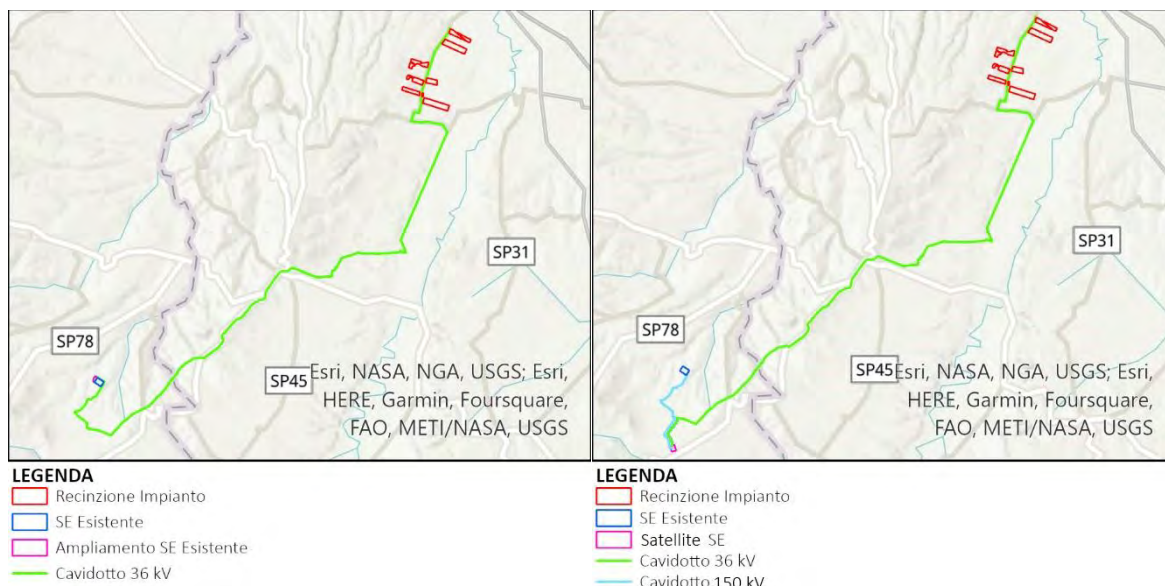 SP31
SP78
SP45
Esri, NASA, NGA, USGS; Esri,
HERE, Garmin, Foursquare,
FAO, METI/NASA, USGS
LEGENDA
Recinzione Impianto
SE Esistente
Ampliamento SE Esistente
Cavidotto 36 kV
SP31
SP78
SP45
Esri, NASA, NGA, USGS; Esri,
HERE, Garmin, Foursquare,
FAO, METI/NASA, USGS
LEGENDA
Recinzione Impianto
SE Esistente
Satellite SE
Cavidotto 36 kV
Cavidotto 150 kV